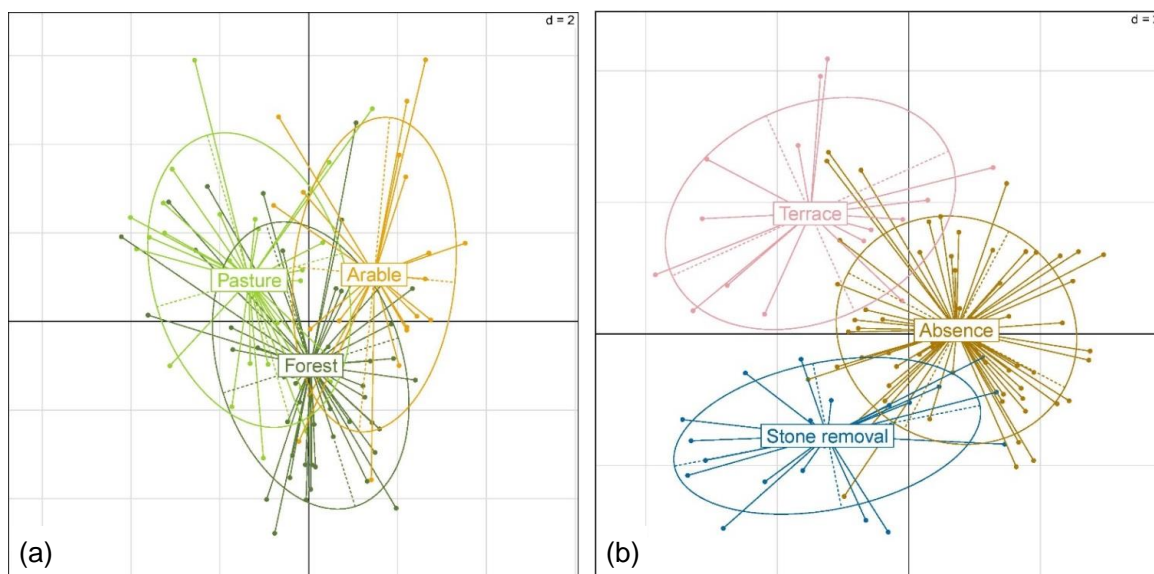 d = 2
Pasture
Arable
Forest
(a)
d =
Terrace
Absence
Stone removal
(b)